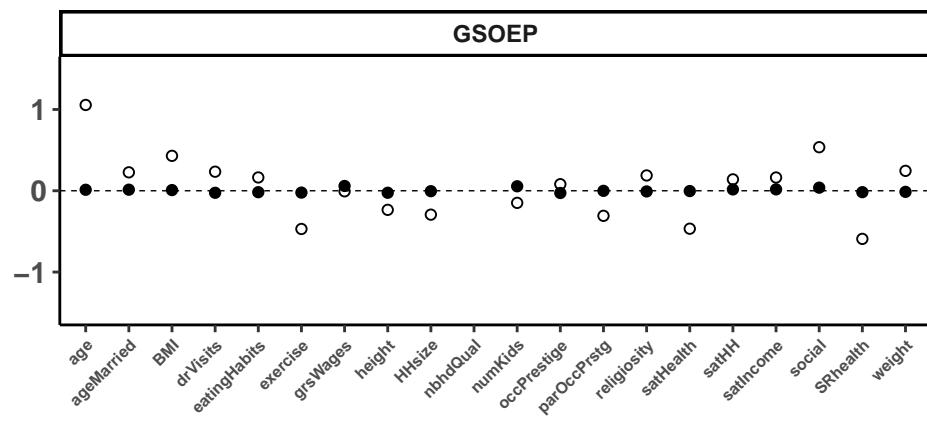 GSOEP
1
0
−1
age
ageMarried
BMI
drVisits
eatingHabits
exercise
grsWages
height
HHsize
nbhdQual
numKids
occPrestige
parOccPrstg
religiosity
satHealth
satHH
satIncome
social
SRhealth
weight